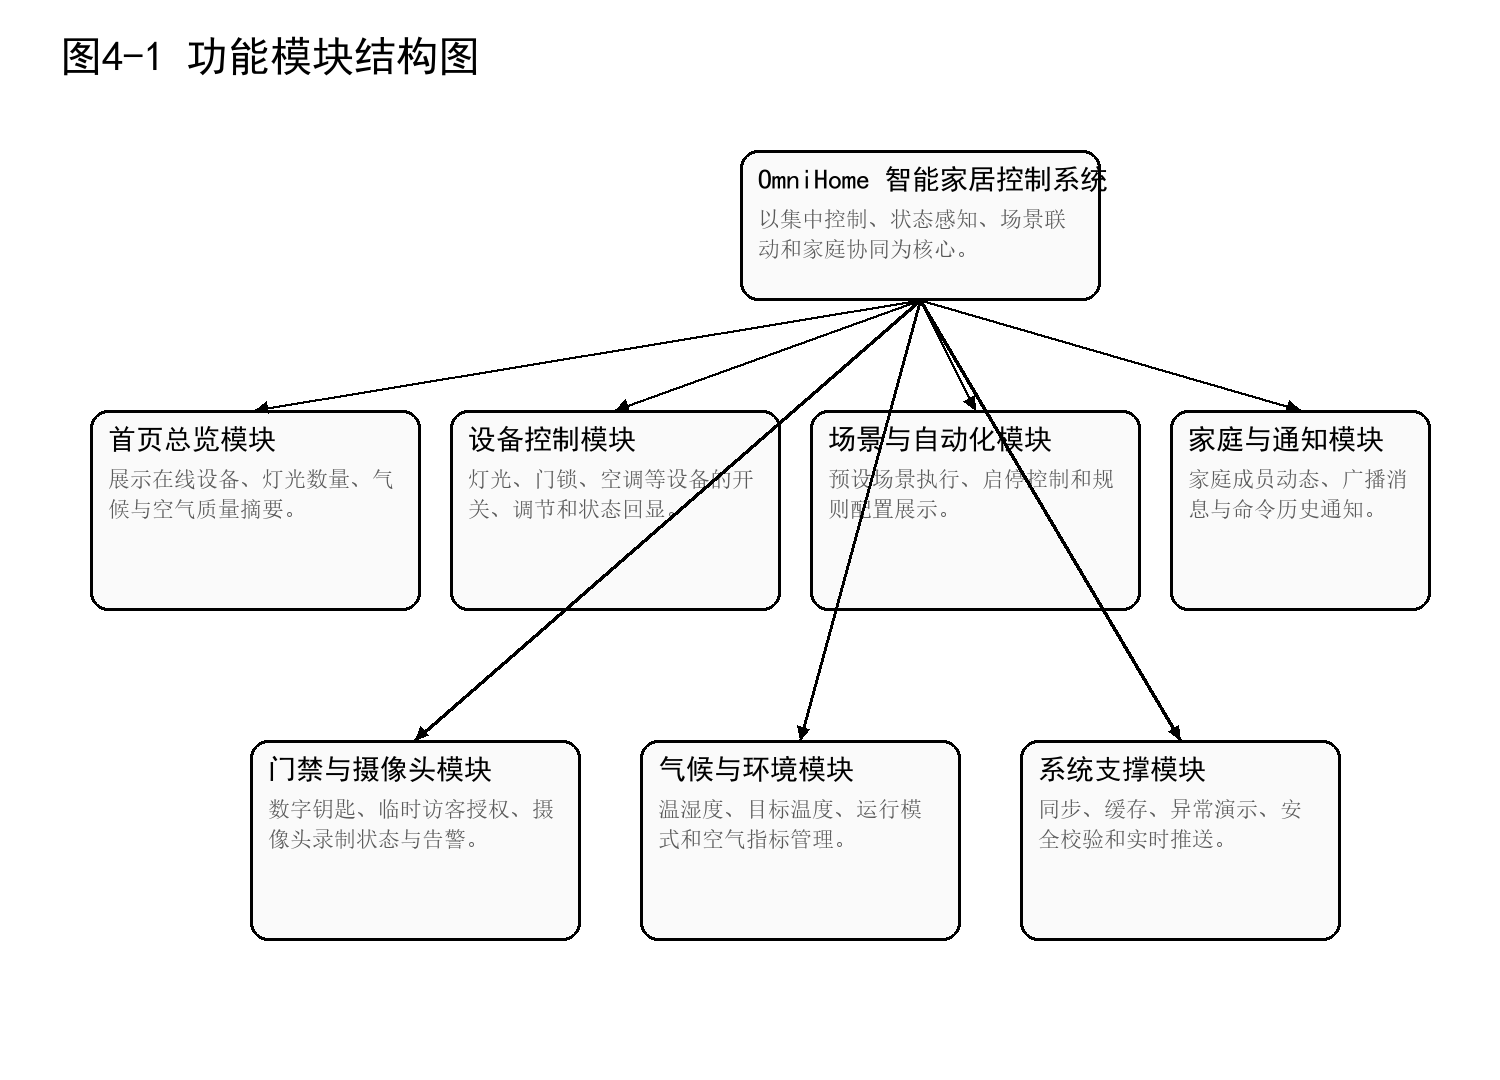 图4-1 功能模块结构图
OmniHome 智能家居控制系统
以集中控制、状态感知、场景联
动和家庭协同为核心。
首页总览模块
展示在线设备、灯光数量、气
候与空气质量摘要。
设备控制模块
灯光、门锁、空调等设备的开
关、调节和状态回显。
场景与自动化模块
预设场景执行、启停控制和规
则配置展示。
家庭与通知模块
家庭成员动态、广播消
息与命令历史通知。
门禁与摄像头模块
数字钥匙、临时访客授权、摄
像头录制状态与告警。
气候与环境模块
温湿度、目标温度、运行模
式和空气指标管理。
系统支撑模块
同步、缓存、异常演示、安
全校验和实时推送。